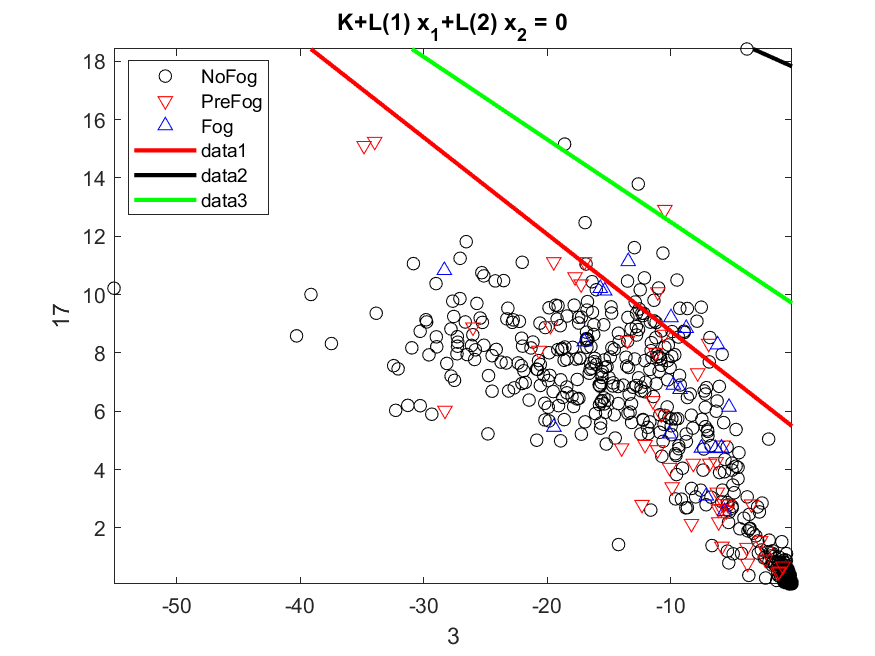 K+L(1) x1+L(2) x2 = 0
18
16
14
12
10
8
6
4
2
17
NoFog
PreFog
Fog
data1
data2
data3
-50
-40
-30
-20
-10
3